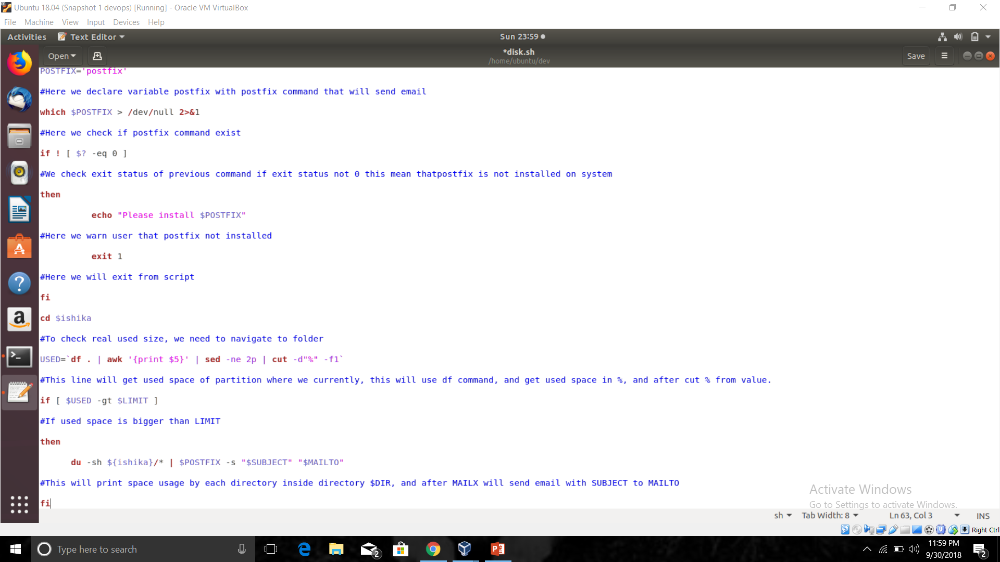 Ubuntu 18.04 (Snapshot 1 devops) [Running] - Oracle VM VirtualBox
File Machine View Input Devices Help
Activities Text Editor Sun 23:59
Open *disk.sh Save
/home/ubuntu/dev
POSTFIX='postfix'
#Here we declare variable postfix with postfix command that will send email
which $POSTFIX > /dev/null 2>&1
#Here we check if postfix command exist
if ! [ $? -eq 0 ]
#We check exit status of previous command if exit status not 0 this mean thatpostfix is not installed on system
then
echo "Please install $POSTFIX"
#Here we warn user that postfix not installed
exit 1
#Here we will exit from script
fi
cd $ishika
#To check real used size, we need to navigate to folder
USED=`df . | awk '{print $5}' | sed -ne 2p | cut -d"%" -f1`
#This line will get used space of partition where we currently, this will use df command, and get used space in %, and after cut % from value.
if [ $USED -gt $LIMIT ]
#If used space is bigger than LIMIT
then
du -sh ${ishika}/* | $POSTFIX -s "$SUBJECT" "$MAILTO"
#This will print space usage by each directory inside directory $DIR, and after MAILX will send email with SUBJECT to MAILTO
fi
Activate Windows
Go to Settings to activate Windows.
sh Tab Width: 8 Ln 63, Col 3 INS
Right Ctrl
Type here to search
2
11:59 PM
9/30/2018
2